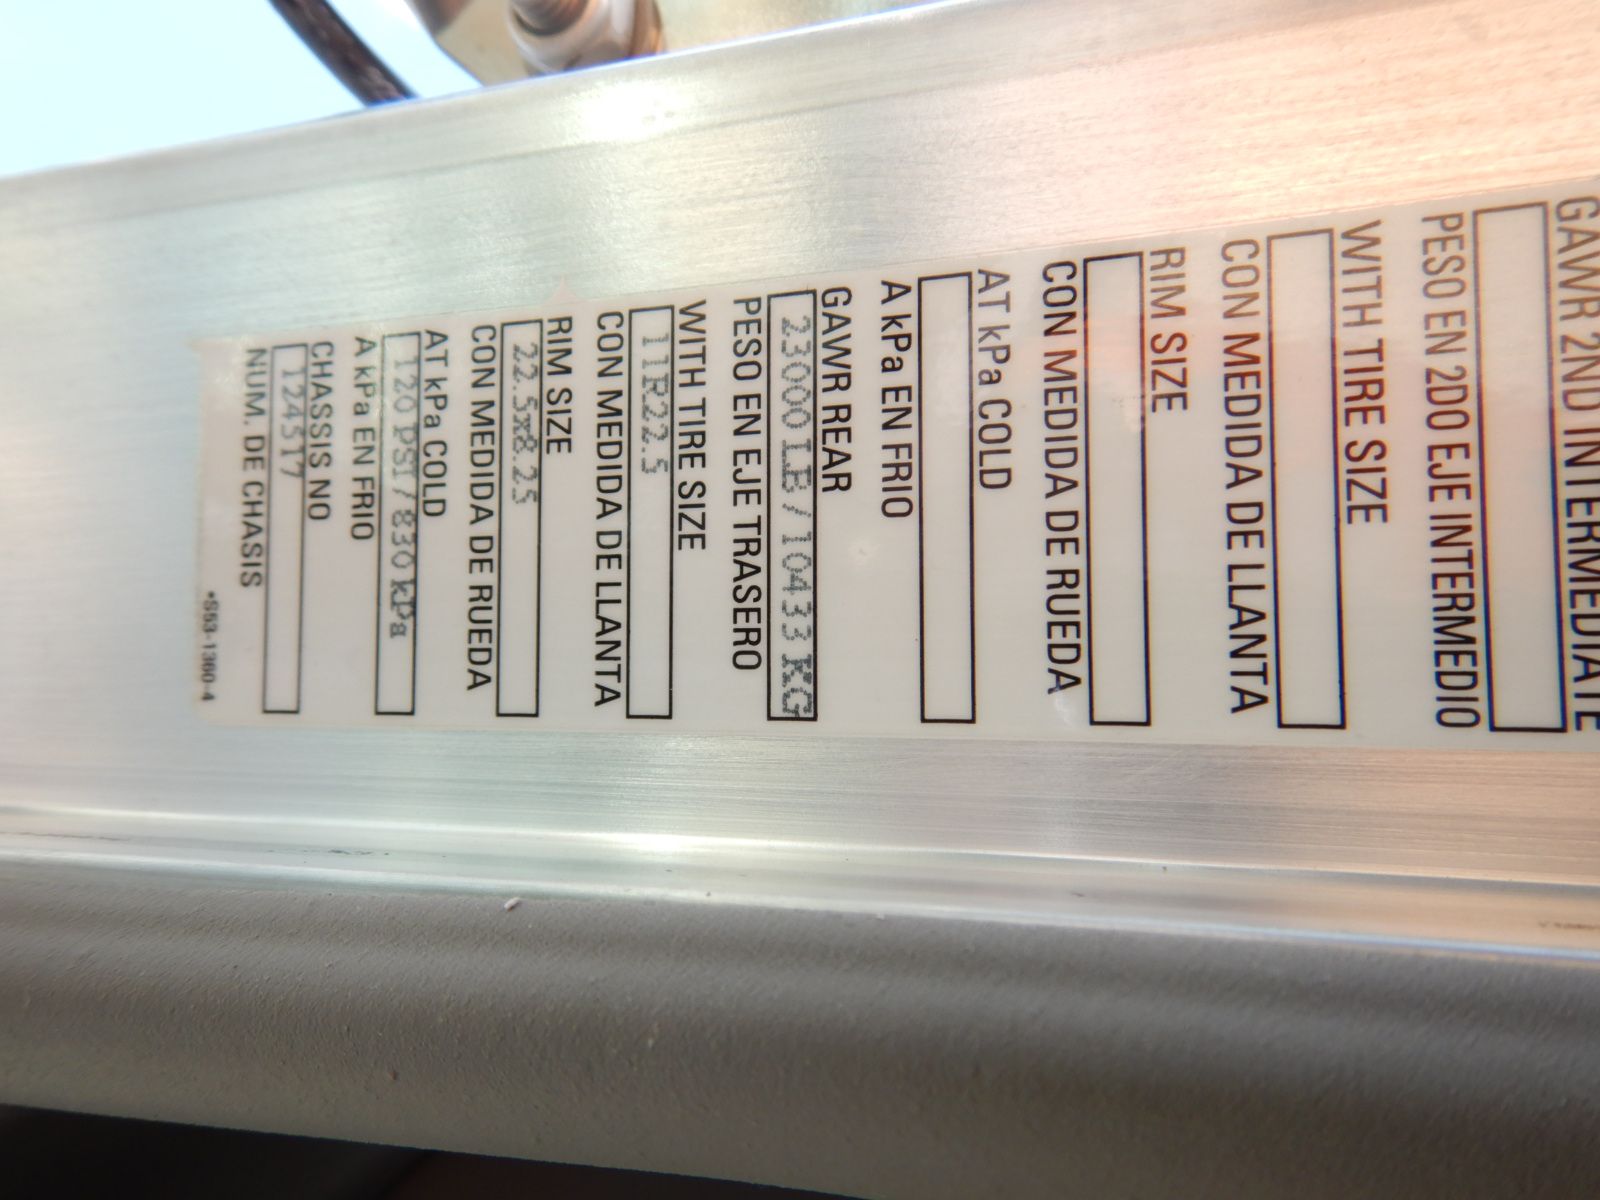 GAWR 2ND INTERMEDIATE
PESO EN 2DO EJE INTERMEDIO
WITH TIRE SIZE
CON MEDIDA DE LLANTA
RIM SIZE
CON MEDIDA DE RUEDA
AT kPa COLD
A kPa EN FRIO
GAWR REAR
23000 LB / 10433 KG
PESO EN EJE TRASERO
WITH TIRE SIZE
11R22.5
CON MEDIDA DE LLANTA
RIM SIZE
22.5x8.25
CON MEDIDA DE RUEDA
AT kPa COLD
120 PSI / 830 kPa
A kPa EN FRIO
CHASSIS NO
124517
NUM. DE CHASIS
*S53-1360-4